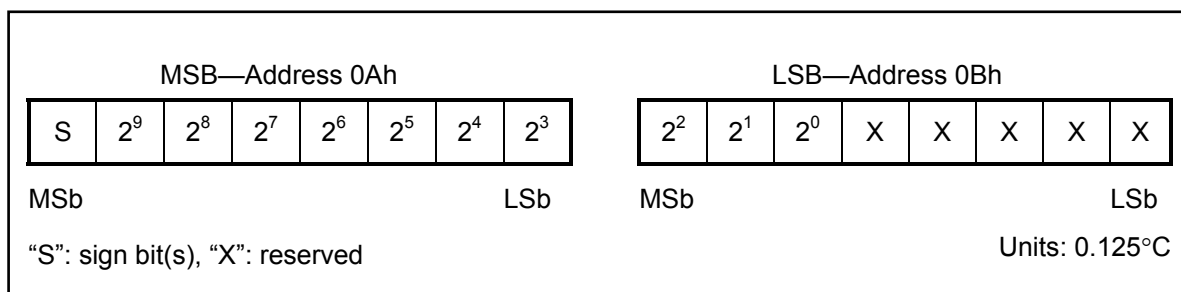 MSB—Address 0Ah LSB—Address 0Bh
S 2⁹ 2⁸ 2⁷ 2⁶ 2⁵ 2⁴ 2³ 2² 2¹ 2⁰ X X X X X
MSb LSb MSb LSb
“S”: sign bit(s), “X”: reserved Units: 0.125°C